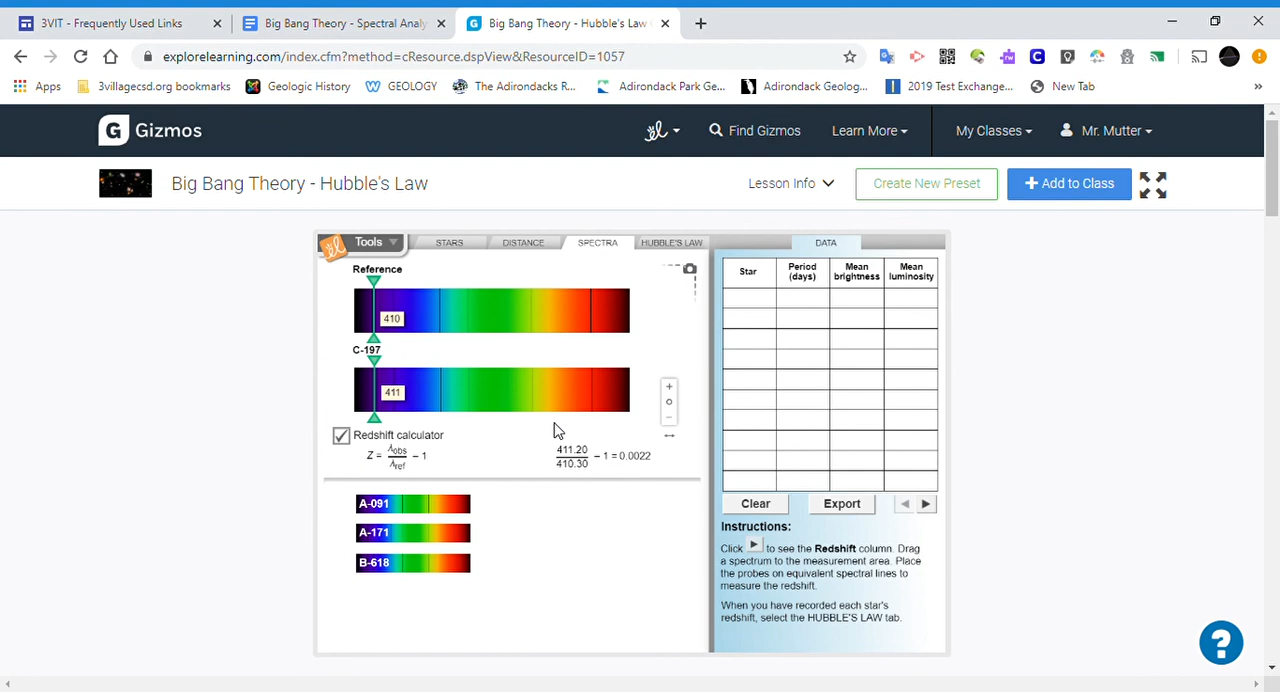 3VIT - Frequently Used Links
Big Bang Theory - Spectral Analy
Big Bang Theory - Hubble's Law
explorelearning.com/index.cfm?method=cResource.dspView&ResourceID=1057
Apps
3villagecsd.org bookmarks
Geologic History
GEOLOGY
The Adirondacks R...
Adirondack Park Ge...
Adirondack Geolog...
2019 Test Exchange...
New Tab
»
G Gizmos
Find Gizmos
Learn More
My Classes
Mr. Mutter
Big Bang Theory - Hubble's Law
Lesson Info
Create New Preset
+ Add to Class
Tools
STARS
DISTANCE
SPECTRA
HUBBLE'S LAW
DATA
Reference
410
C-197
411
Redshift calculator
Z = λobs / λref - 1
411.20 / 410.30 - 1 = 0.0022
A-091
A-171
B-618
Star
Period (days)
Mean brightness
Mean luminosity
Clear
Export
Instructions:
Click ▶ to see the Redshift column. Drag
a spectrum to the measurement area. Place
the probes on equivalent spectral lines to
measure the redshift.
When you have recorded each star's
redshift, select the HUBBLE'S LAW tab.
?